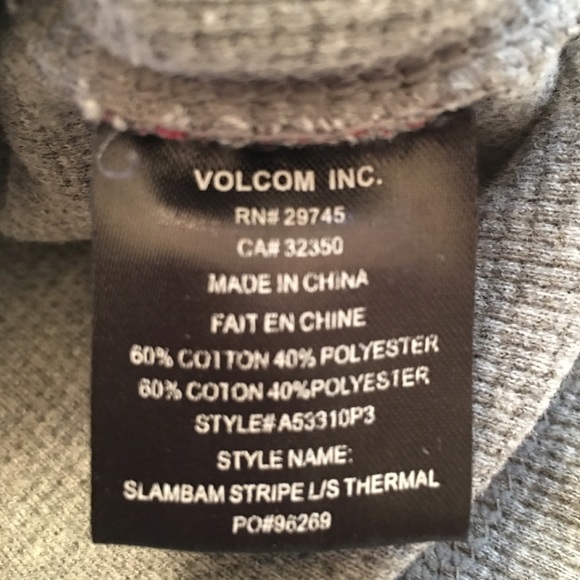 VOLCOM INC.
RN# 29745
CA# 32350
MADE IN CHINA
FAIT EN CHINE
60% COTTON 40% POLYESTER
60% COTON 40%POLYESTER
STYLE# A53310P3
STYLE NAME:
SLAMBAM STRIPE L/S THERMAL
PO#96269